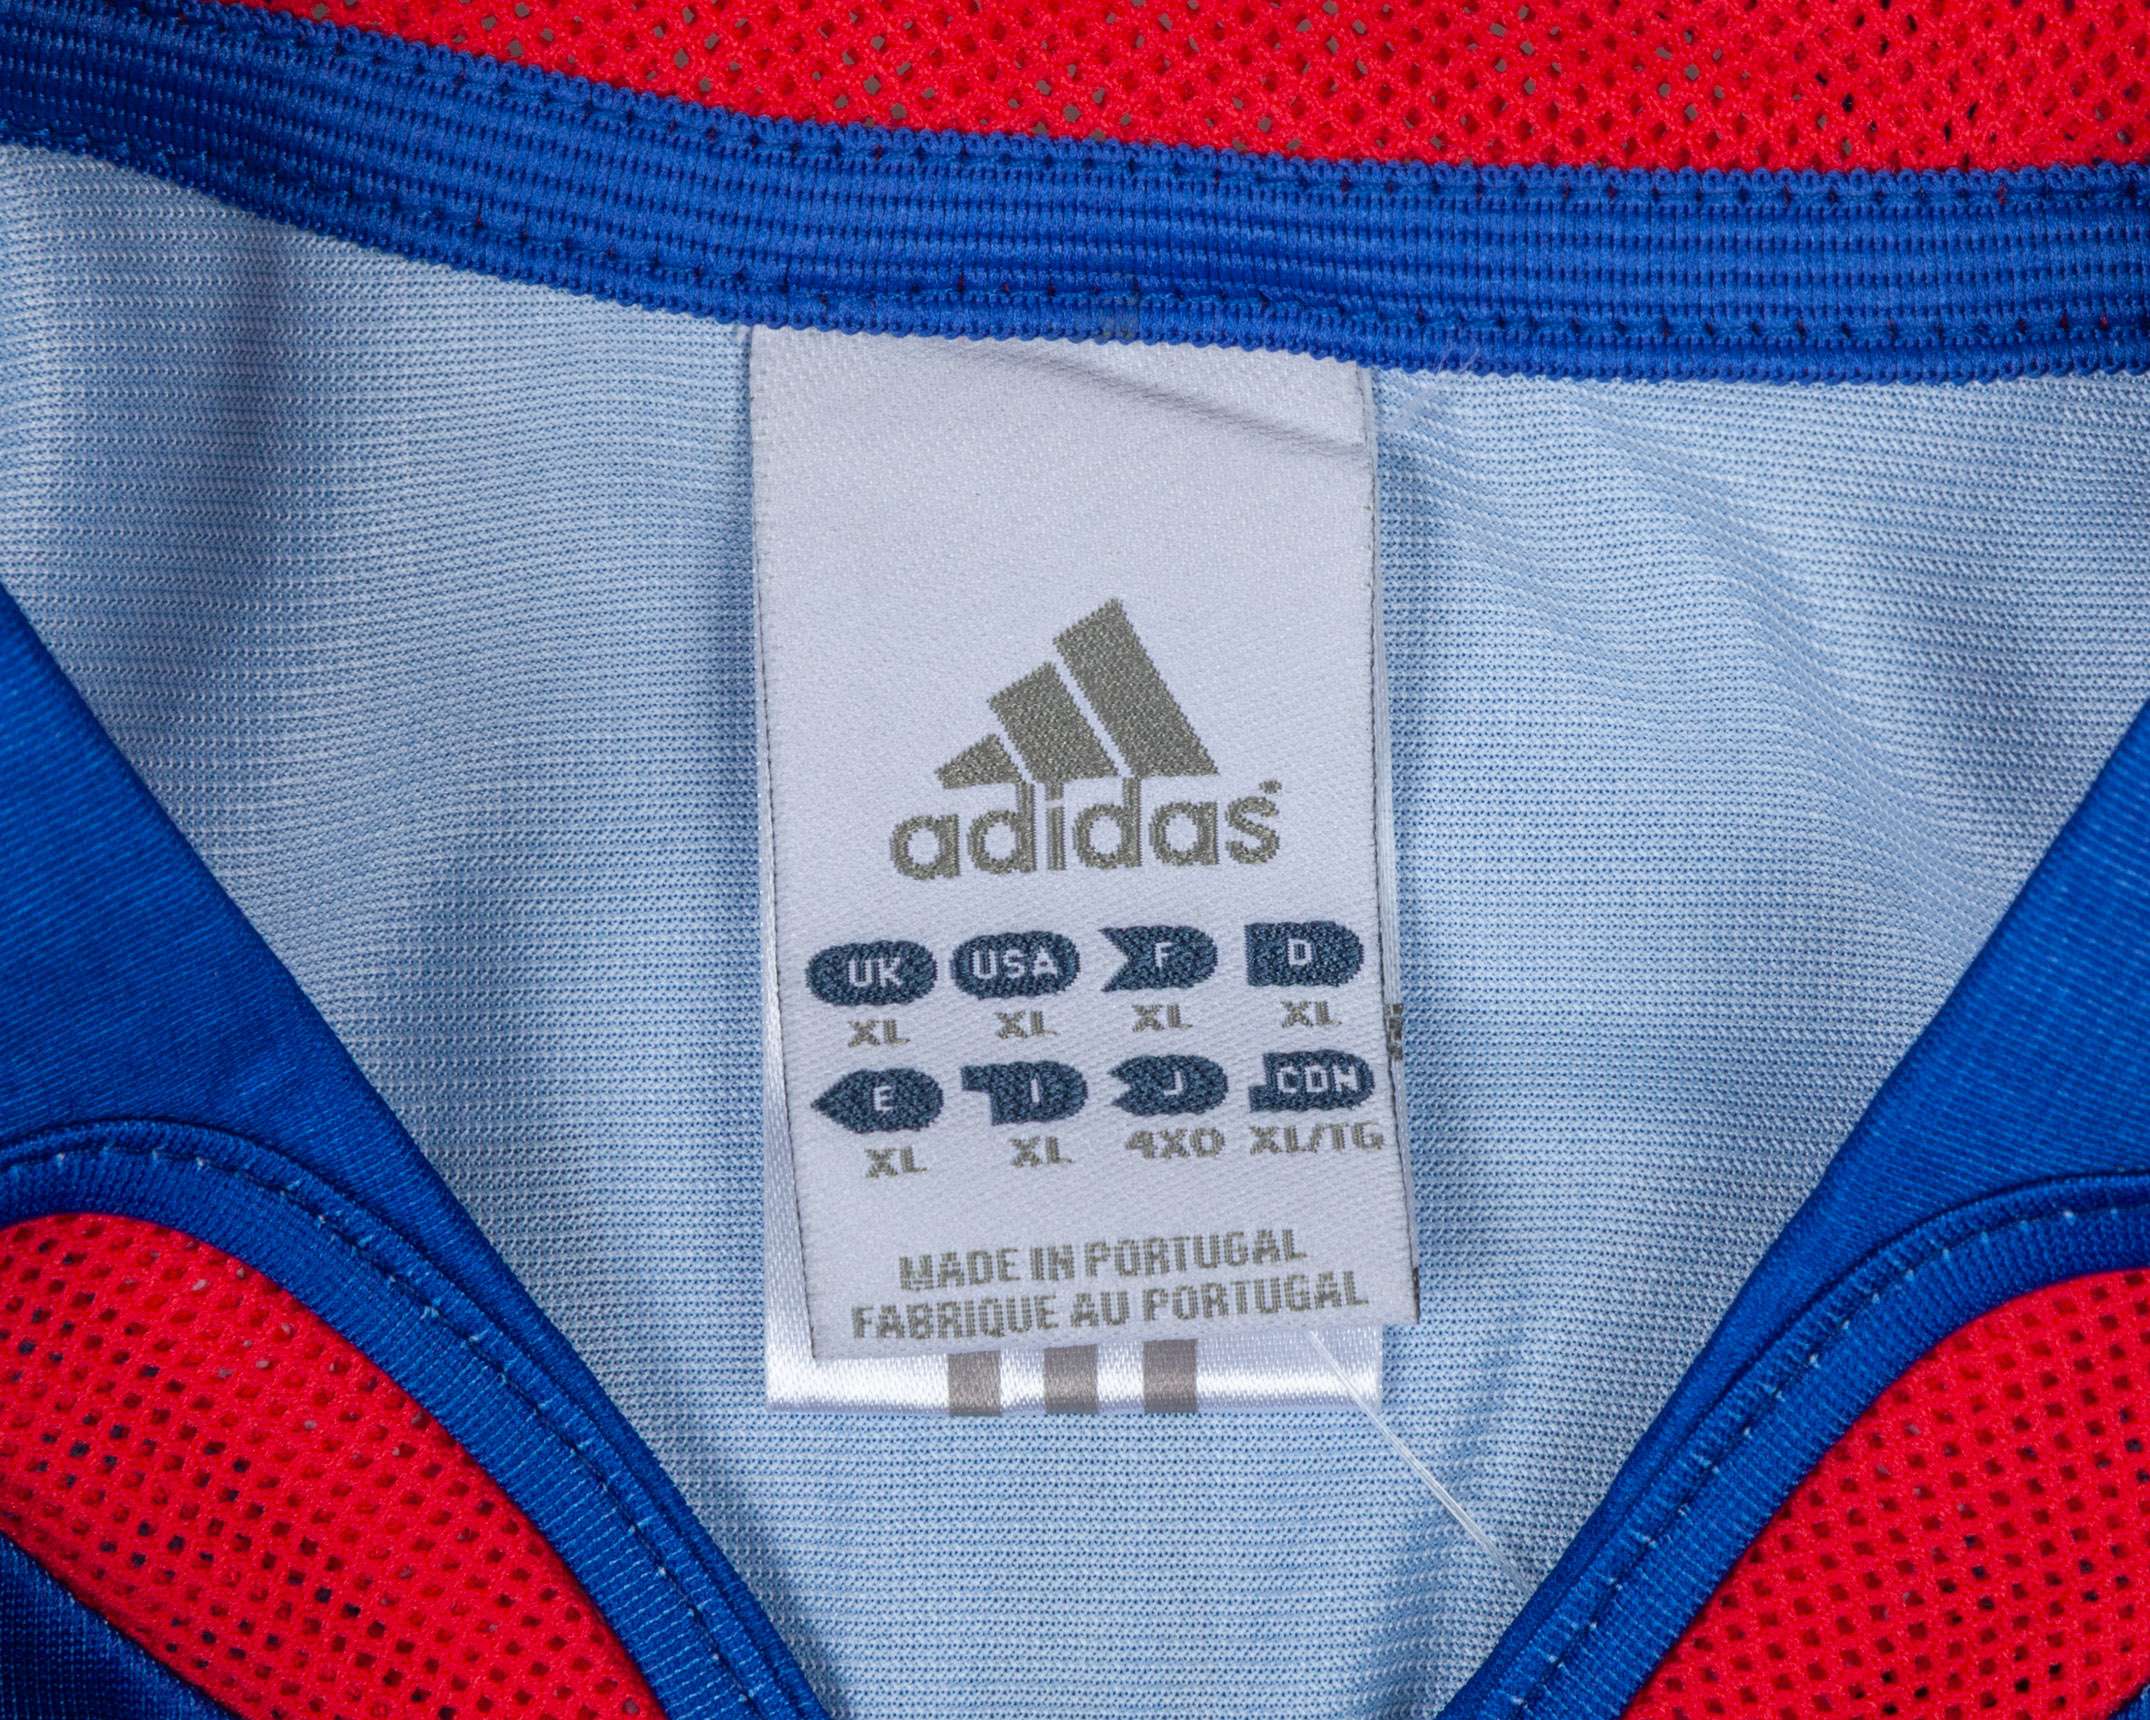 adidas
UK USA F D
XL XL XL XL
E I J CDN
XL XL 4XO XL/TG
MADE IN PORTUGAL
FABRIQUE AU PORTUGAL